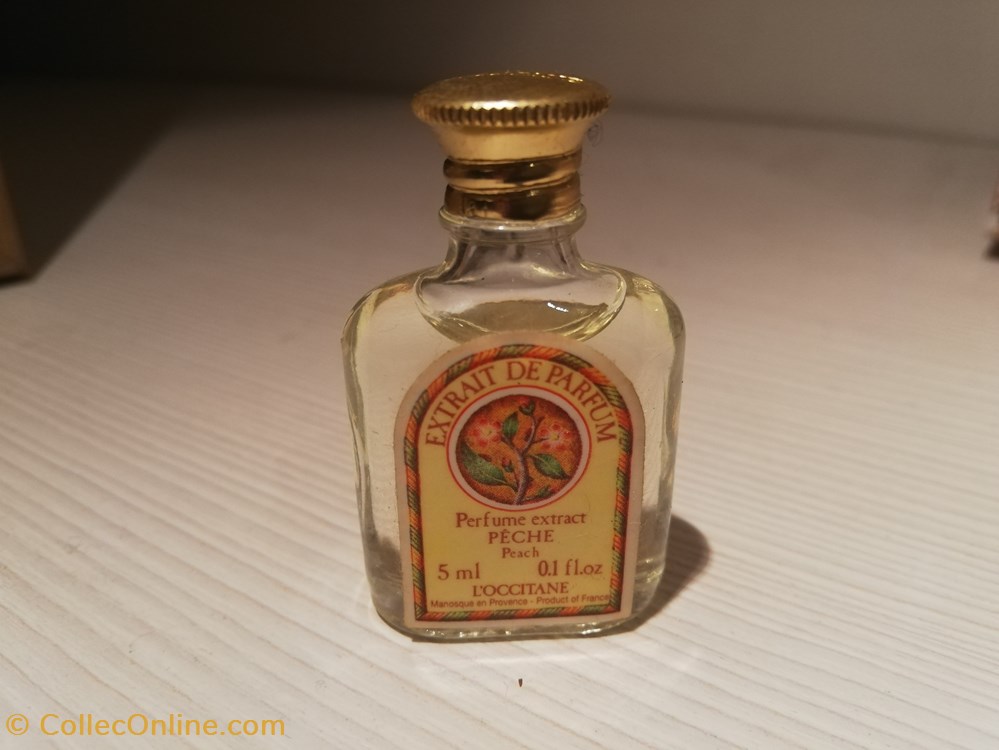 EXTRAIT DE PARFUM
Perfume extract
PÊCHE
Peach
5 ml 0.1 fl.oz
L'OCCITANE
Manosque en Provence - Product of France
© CollecOnline.com